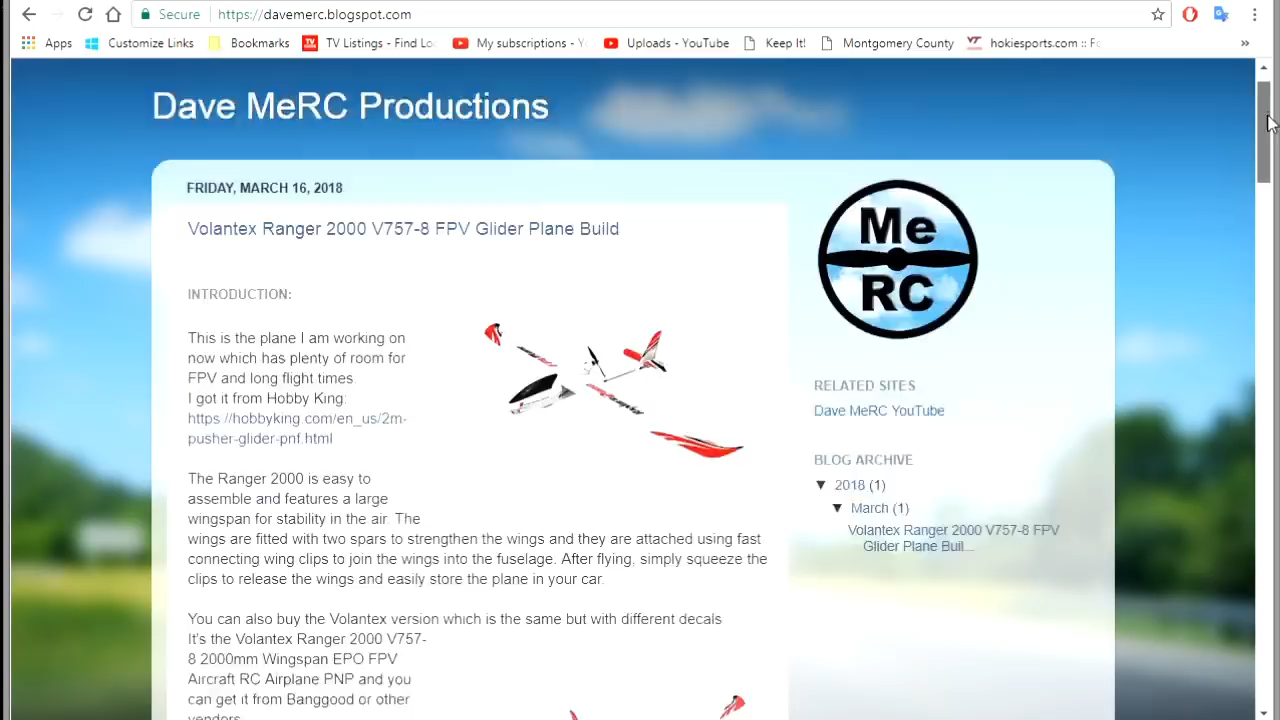 Secure https://davemerc.blogspot.com
Apps Customize Links Bookmarks TV Listings - Find Lo My subscriptions - Y Uploads - YouTube Keep It! Montgomery County hokiesports.com :: Fo »
Dave MeRC Productions
FRIDAY, MARCH 16, 2018
Volantex Ranger 2000 V757-8 FPV Glider Plane Build
INTRODUCTION:
This is the plane I am working on
now which has plenty of room for
FPV and long flight times.
I got it from Hobby King:
https://hobbyking.com/en_us/2m-
pusher-glider-pnf.html
The Ranger 2000 is easy to
assemble and features a large
wingspan for stability in the air. The
wings are fitted with two spars to strengthen the wings and they are attached using fast
connecting wing clips to join the wings into the fuselage. After flying, simply squeeze the
clips to release the wings and easily store the plane in your car.
You can also buy the Volantex version which is the same but with different decals
It's the Volantex Ranger 2000 V757-
8 2000mm Wingspan EPO FPV
Aircraft RC Airplane PNP and you
can get it from Banggood or other
vendors.
Me
RC
RELATED SITES
Dave MeRC YouTube
BLOG ARCHIVE
▼ 2018 (1)
▼ March (1)
Volantex Ranger 2000 V757-8 FPV
Glider Plane Buil...